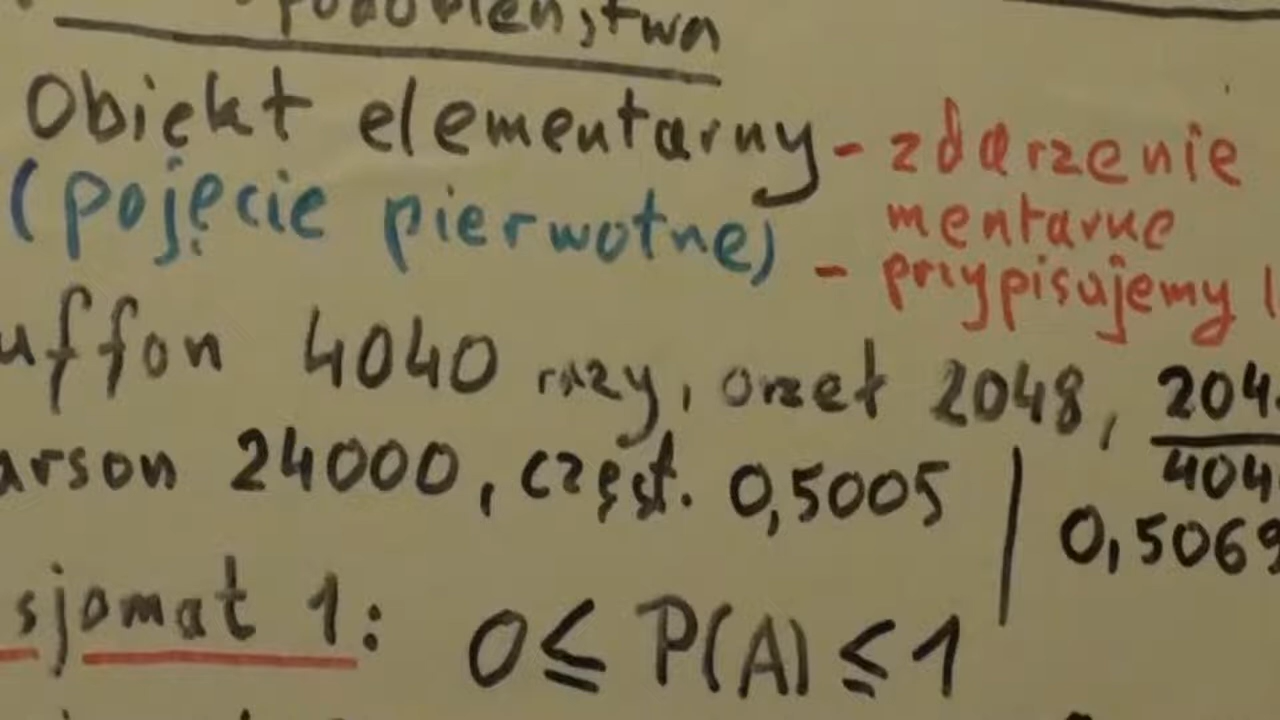 podobieństwa
Obiekt elementarny - zdarzenie
(pojęcie pierwotne) mentarne
- przypisujemy
uffon 4040 razy, orzeł 2048, 204
404
arson 24000, częst. 0,5005 | 0,5069
sjomat 1: 0 ≤ P(A) ≤ 1